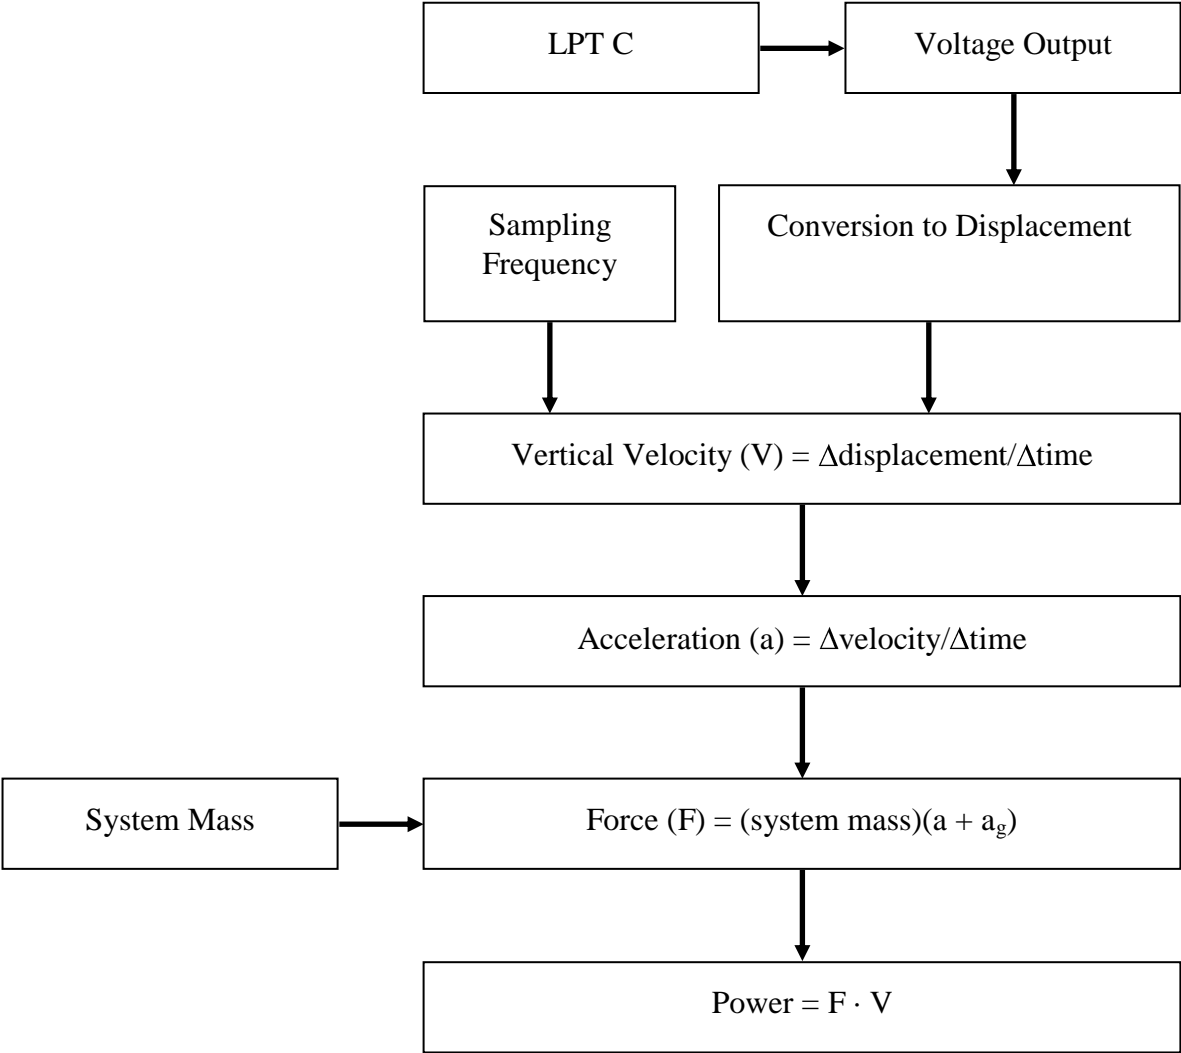 LPT C
Voltage Output
Sampling
Frequency
Conversion to Displacement
Vertical Velocity (V) = Δdisplacement/Δtime
Acceleration (a) = Δvelocity/Δtime
System Mass
Force (F) = (system mass)(a + a₉)
Power = F · V